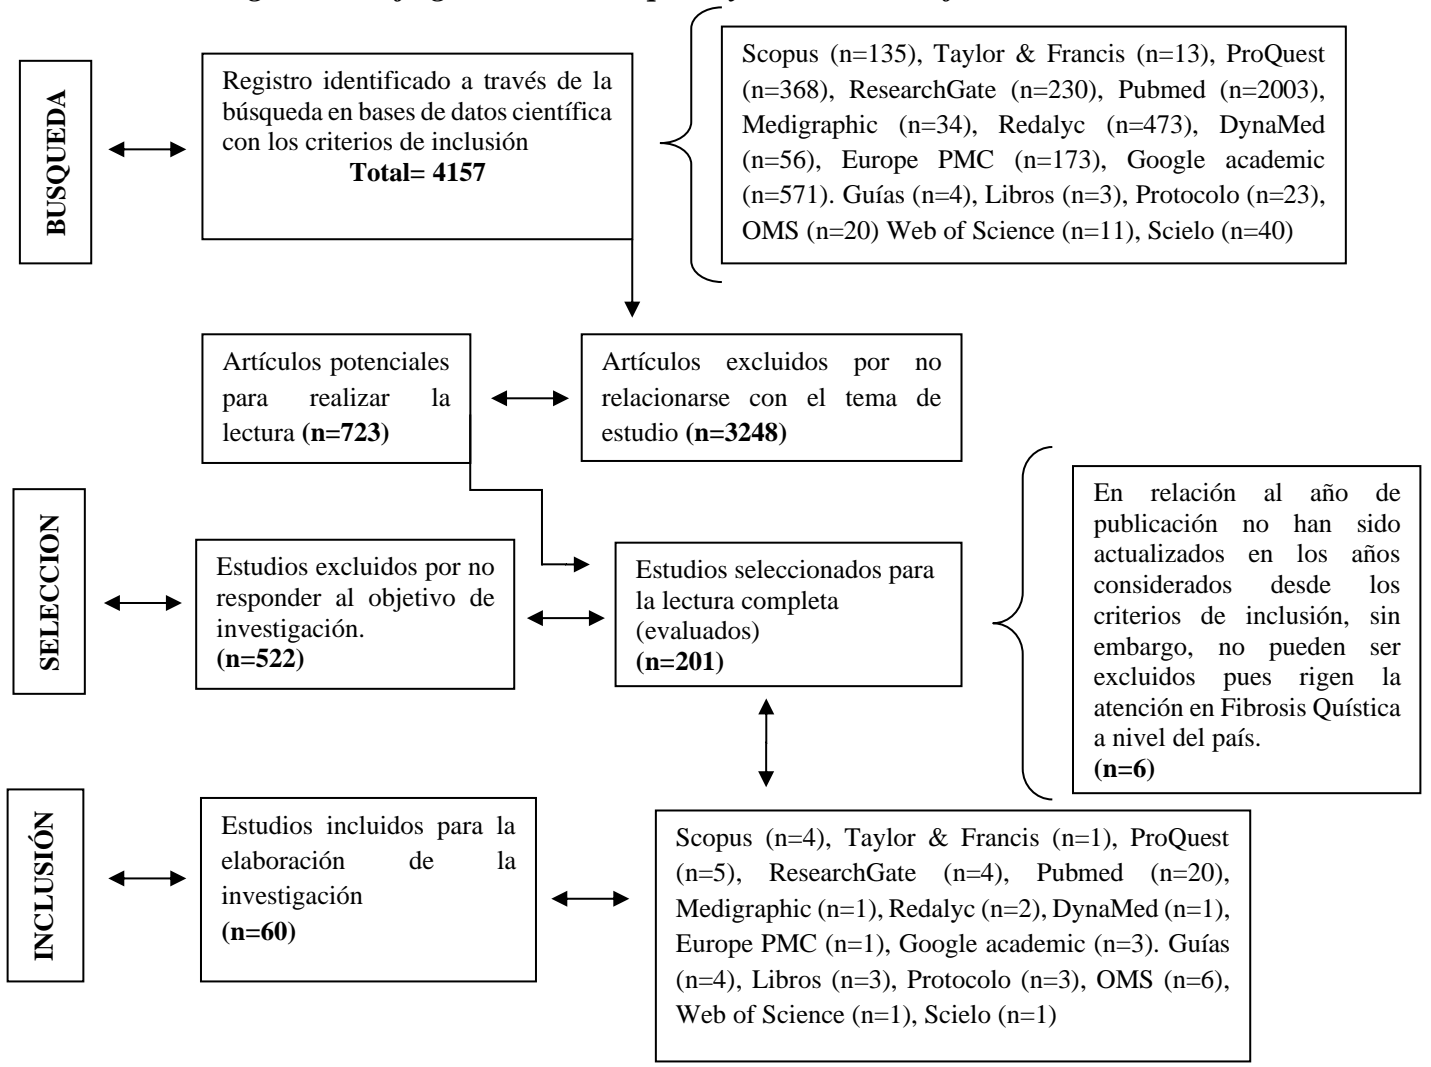 BUSQUEDA
Registro identificado a través de la
búsqueda en bases de datos científica
con los criterios de inclusión
Total= 4157
Scopus (n=135), Taylor & Francis (n=13), ProQuest
(n=368), ResearchGate (n=230), Pubmed (n=2003),
Medigraphic (n=34), Redalyc (n=473), DynaMed
(n=56), Europe PMC (n=173), Google academic
(n=571). Guías (n=4), Libros (n=3), Protocolo (n=23),
OMS (n=20) Web of Science (n=11), Scielo (n=40)
Artículos potenciales
para realizar la
lectura (n=723)
Artículos excluidos por no
relacionarse con el tema de
estudio (n=3248)
SELECCION
Estudios excluidos por no
responder al objetivo de
investigación.
(n=522)
Estudios seleccionados para
la lectura completa
(evaluados)
(n=201)
En relación al año de
publicación no han sido
actualizados en los años
considerados desde los
criterios de inclusión, sin
embargo, no pueden ser
excluidos pues rigen la
atención en Fibrosis Quística
a nivel del país.
(n=6)
INCLUSIÓN
Estudios incluidos para la
elaboración de la
investigación
(n=60)
Scopus (n=4), Taylor & Francis (n=1), ProQuest
(n=5), ResearchGate (n=4), Pubmed (n=20),
Medigraphic (n=1), Redalyc (n=2), DynaMed (n=1),
Europe PMC (n=1), Google academic (n=3). Guías
(n=4), Libros (n=3), Protocolo (n=3), OMS (n=6),
Web of Science (n=1), Scielo (n=1)